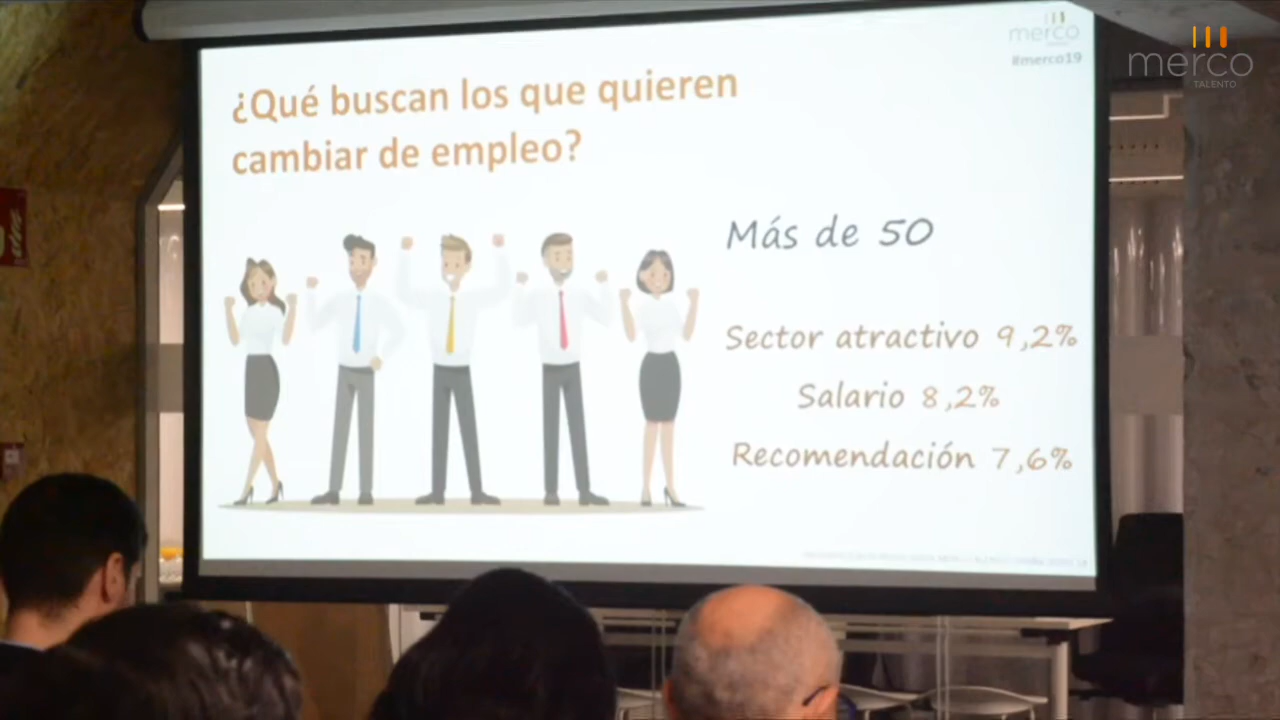 merco
#merco19
merco
TALENTO
¿Qué buscan los que quieren
cambiar de empleo?
Más de 50
Sector atractivo 9,2%
Salario 8,2%
Recomendación 7,6%